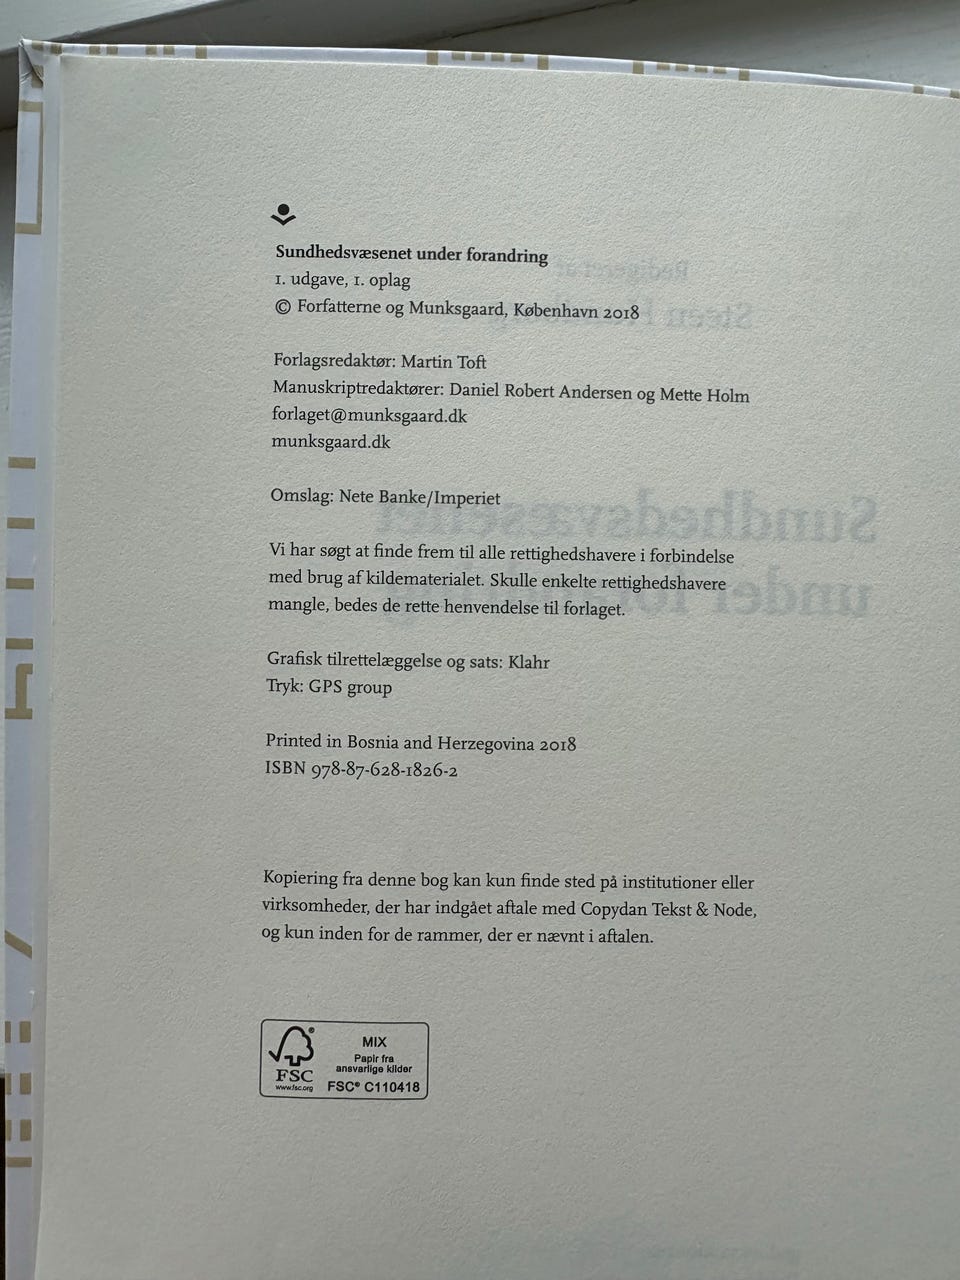 Sundhedsvæsenet under forandring
1. udgave, 1. oplag
© Forfatterne og Munksgaard, København 2018
Forlagsredaktør: Martin Toft
Manuskriptredaktører: Daniel Robert Andersen og Mette Holm
forlaget@munksgaard.dk
munksgaard.dk
Omslag: Nete Banke/Imperiet
Vi har søgt at finde frem til alle rettighedshavere i forbindelse
med brug af kildematerialet. Skulle enkelte rettighedshavere
mangle, bedes de rette henvendelse til forlaget.
Grafisk tilrettelæggelse og sats: Klahr
Tryk: GPS group
Printed in Bosnia and Herzegovina 2018
ISBN 978-87-628-1826-2
Kopiering fra denne bog kan kun finde sted på institutioner eller
virksomheder, der har indgået aftale med Copydan Tekst & Node,
og kun inden for de rammer, der er nævnt i aftalen.
FSC®
www.fsc.org
MIX
Papir fra
ansvarlige kilder
FSC® C110418